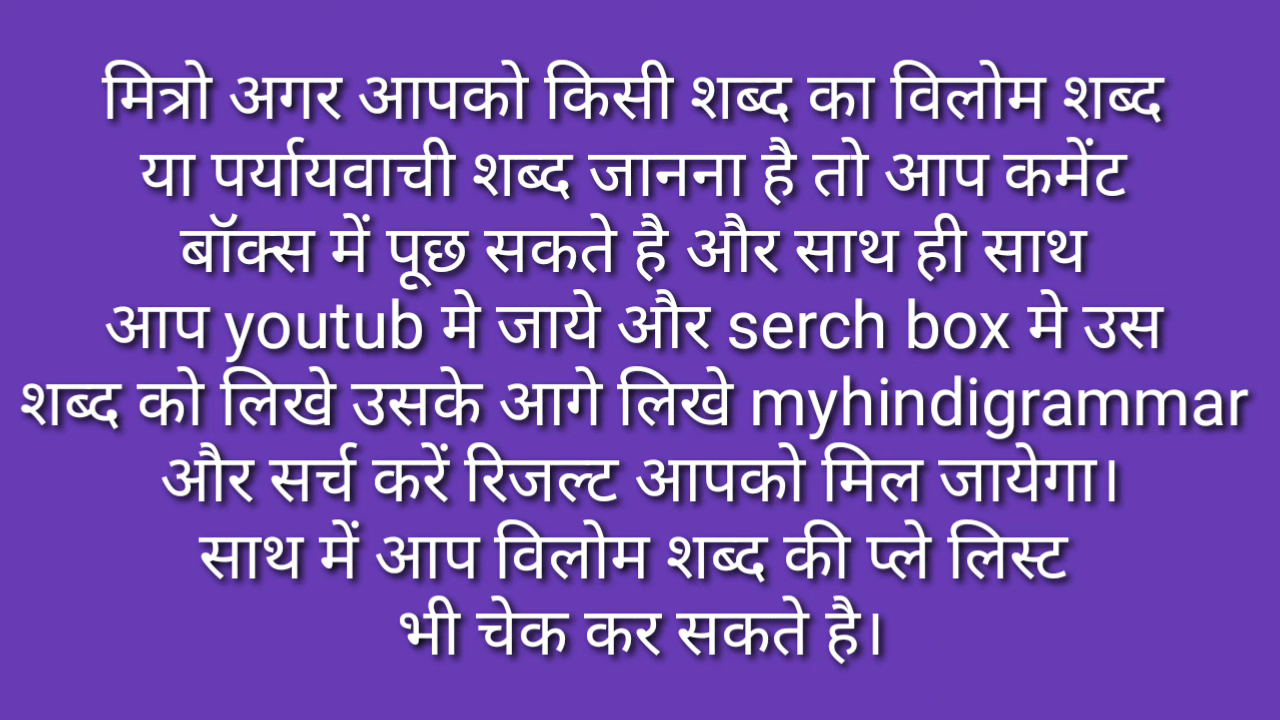 मित्रो अगर आपको किसी शब्द का विलोम शब्द
या पर्यायवाची शब्द जानना है तो आप कमेंट
बॉक्स में पूछ सकते है और साथ ही साथ
आप youtub मे जाये और serch box मे उस
शब्द को लिखे उसके आगे लिखे myhindigrammar
और सर्च करें रिजल्ट आपको मिल जायेगा।
साथ में आप विलोम शब्द की प्ले लिस्ट
भी चेक कर सकते है।